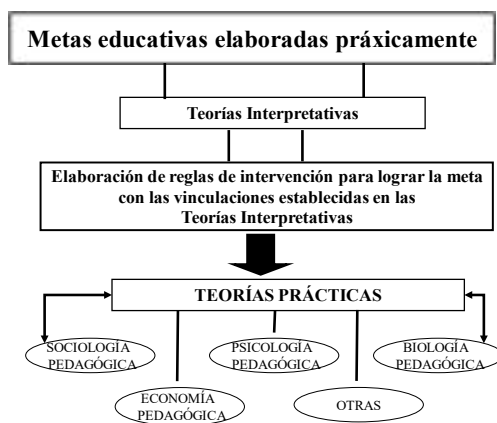 Metas educativas elaboradas práxicamente
Teorías Interpretativas
Elaboración de reglas de intervención para lograr la meta
con las vinculaciones establecidas en las
Teorías Interpretativas
TEORÍAS PRÁCTICAS
SOCIOLOGÍA
PEDAGÓGICA
PSICOLOGÍA
PEDAGÓGICA
BIOLOGÍA
PEDAGÓGICA
ECONOMÍA
PEDAGÓGICA
OTRAS